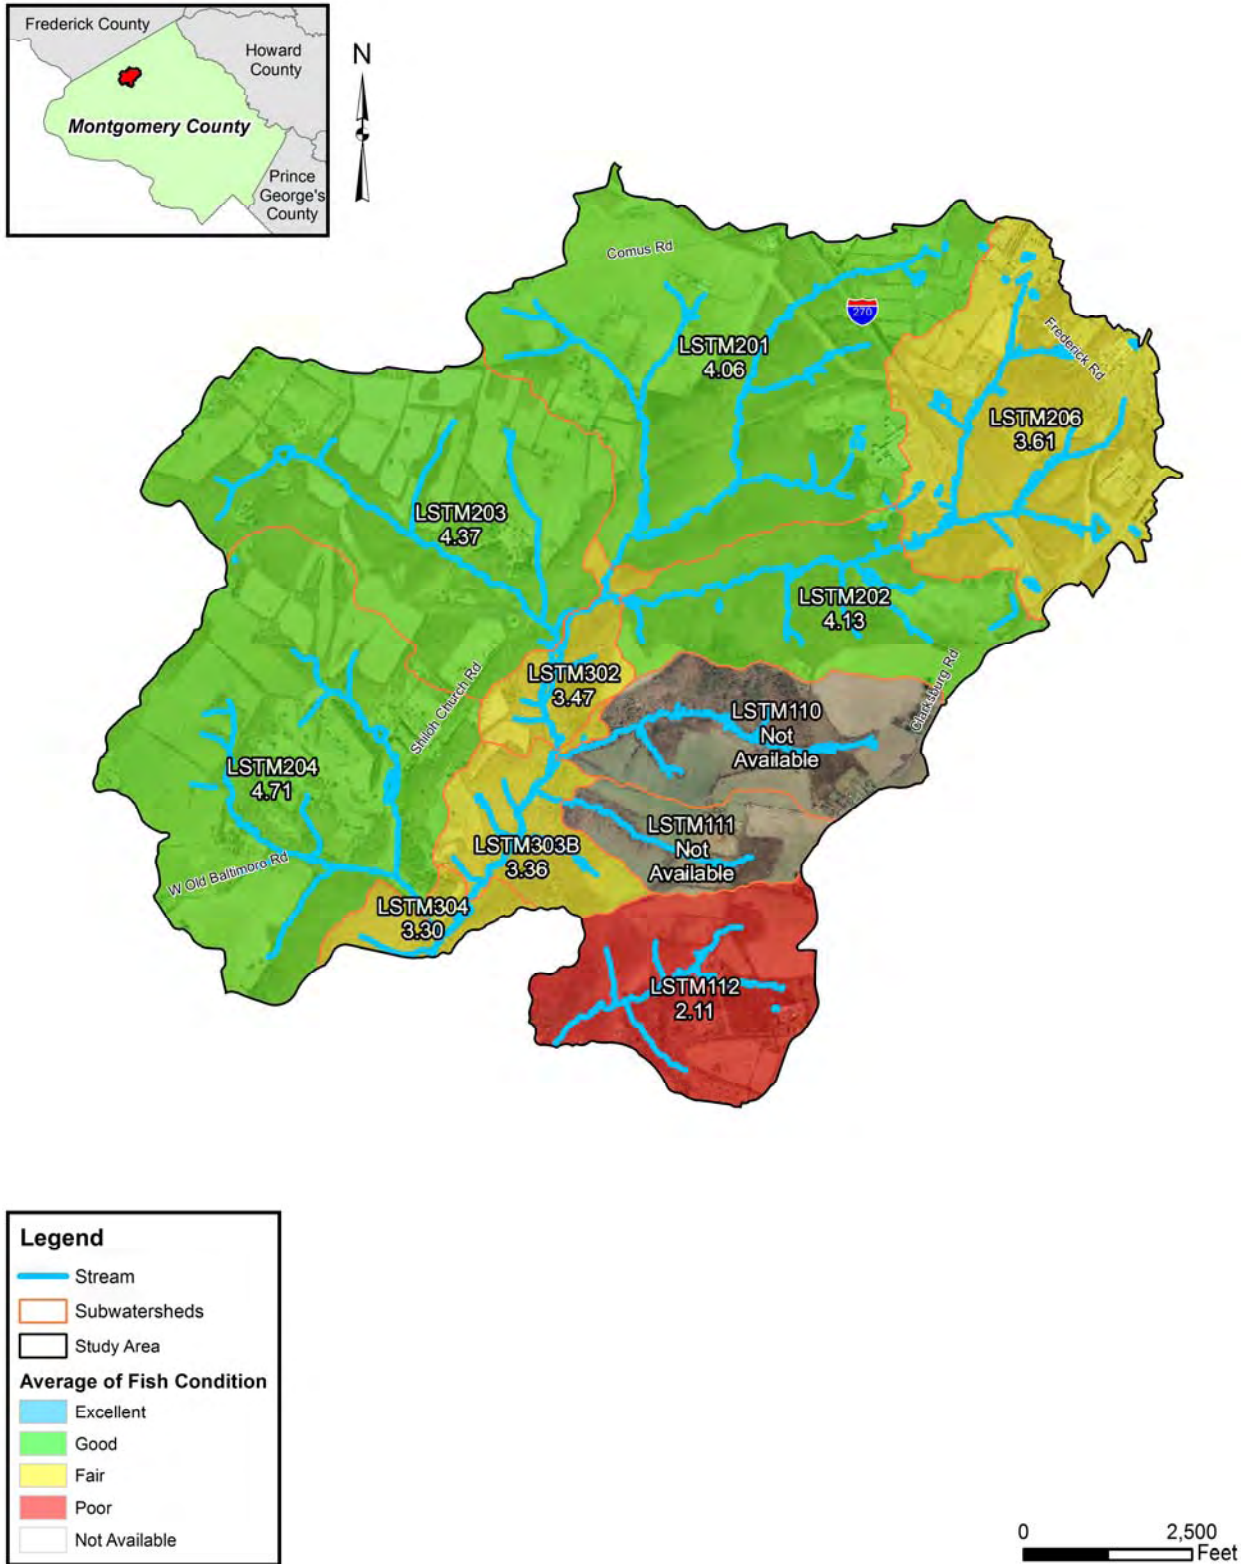 Frederick County
Howard
County
Montgomery County
Prince
George's
County
N
Comus Rd
270
LSTM201
4.06
Frederick Rd
LSTM206
3.61
LSTM203
4.37
LSTM202
4.13
LSTM302
3.47
Shiloh Church Rd
Clarksburg Rd
LSTM110
Not
Available
LSTM204
4.71
LSTM111
Not
Available
LSTM303B
3.36
W Old Baltimore Rd
LSTM304
3.30
LSTM112
2.11
Legend
Stream
Subwatersheds
Study Area
Average of Fish Condition
Excellent
Good
Fair
Poor
Not Available
0 2,500
Feet